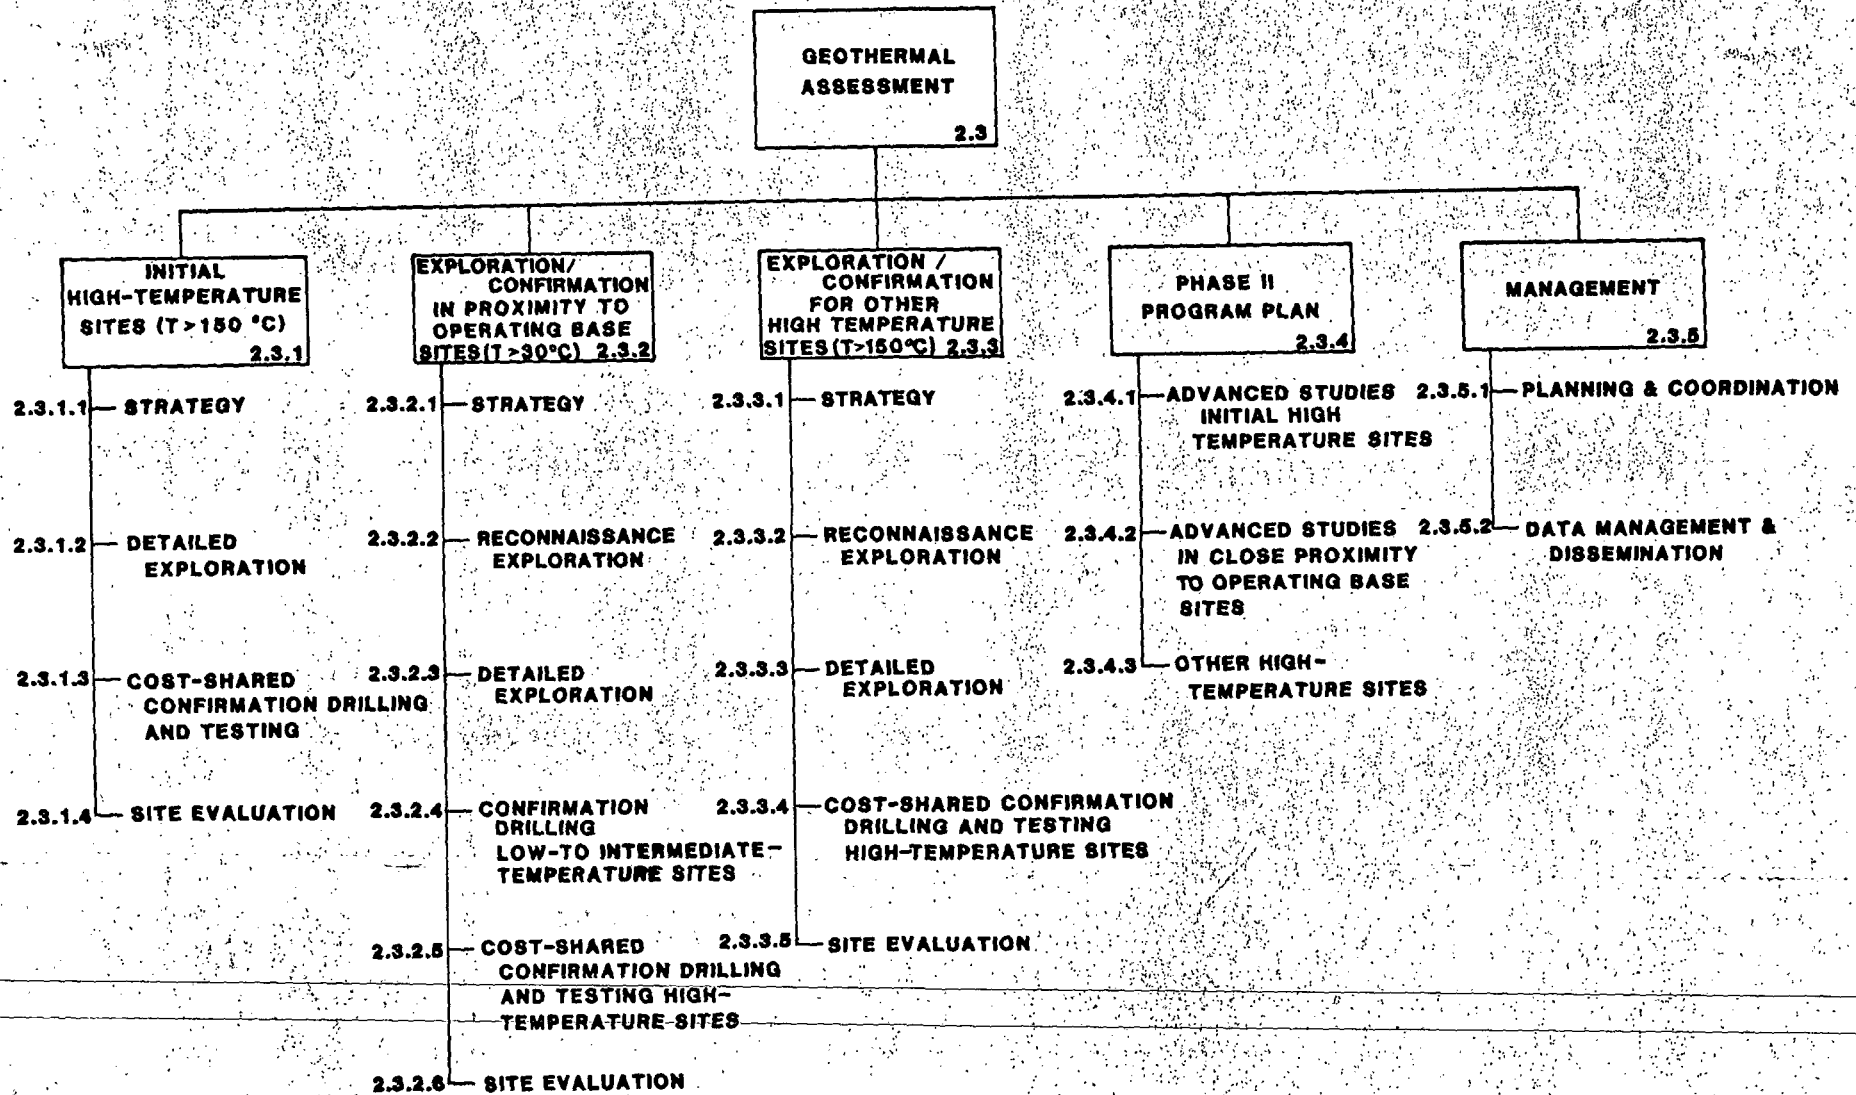 GEOTHERMAL
ASSESSMENT
2.3
INITIAL
HIGH-TEMPERATURE
SITES (T>150 °C)
2.3.1
2.3.1.1 STRATEGY
2.3.1.2 DETAILED
EXPLORATION
2.3.1.3 COST-SHARED
CONFIRMATION DRILLING
AND TESTING
2.3.1.4 SITE EVALUATION
EXPLORATION/
CONFIRMATION
IN PROXIMITY TO
OPERATING BASE
SITES(T>30°C) 2.3.2
2.3.2.1 STRATEGY
2.3.2.2 RECONNAISSANCE
EXPLORATION
2.3.2.3 DETAILED
EXPLORATION
2.3.2.4 CONFIRMATION
DRILLING
LOW-TO INTERMEDIATE-
TEMPERATURE SITES
2.3.2.5 COST-SHARED
CONFIRMATION DRILLING
AND TESTING HIGH-
TEMPERATURE SITES
2.3.2.6 SITE EVALUATION
EXPLORATION /
CONFIRMATION
FOR OTHER
HIGH TEMPERATURE
SITES(T>150°C) 2.3.3
2.3.3.1 STRATEGY
2.3.3.2 RECONNAISSANCE
EXPLORATION
2.3.3.3 DETAILED
EXPLORATION
2.3.3.4 COST-SHARED CONFIRMATION
DRILLING AND TESTING
HIGH-TEMPERATURE SITES
2.3.3.5 SITE EVALUATION
PHASE II
PROGRAM PLAN
2.3.4
2.3.4.1 ADVANCED STUDIES
INITIAL HIGH
TEMPERATURE SITES
2.3.4.2 ADVANCED STUDIES
IN CLOSE PROXIMITY
TO OPERATING BASE
SITES
2.3.4.3 OTHER HIGH-
TEMPERATURE SITES
MANAGEMENT
2.3.5
2.3.5.1 PLANNING & COORDINATION
2.3.5.2 DATA MANAGEMENT &
DISSEMINATION